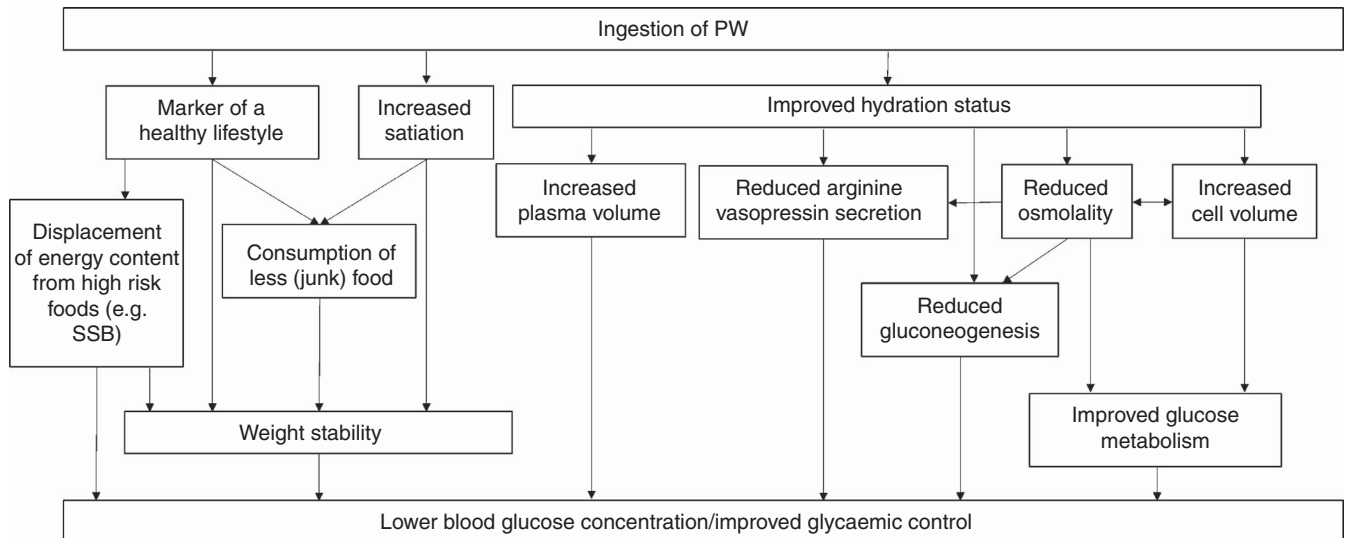 Ingestion of PW
Marker of a
healthy lifestyle
Increased
satiation
Improved hydration status
Displacement
of energy content
from high risk
foods (e.g.
SSB)
Consumption of
less (junk) food
Increased
plasma volume
Reduced arginine
vasopressin secretion
Reduced
osmolality
Increased
cell volume
Reduced
gluconeogenesis
Improved glucose
metabolism
Weight stability
Lower blood glucose concentration/improved glycaemic control